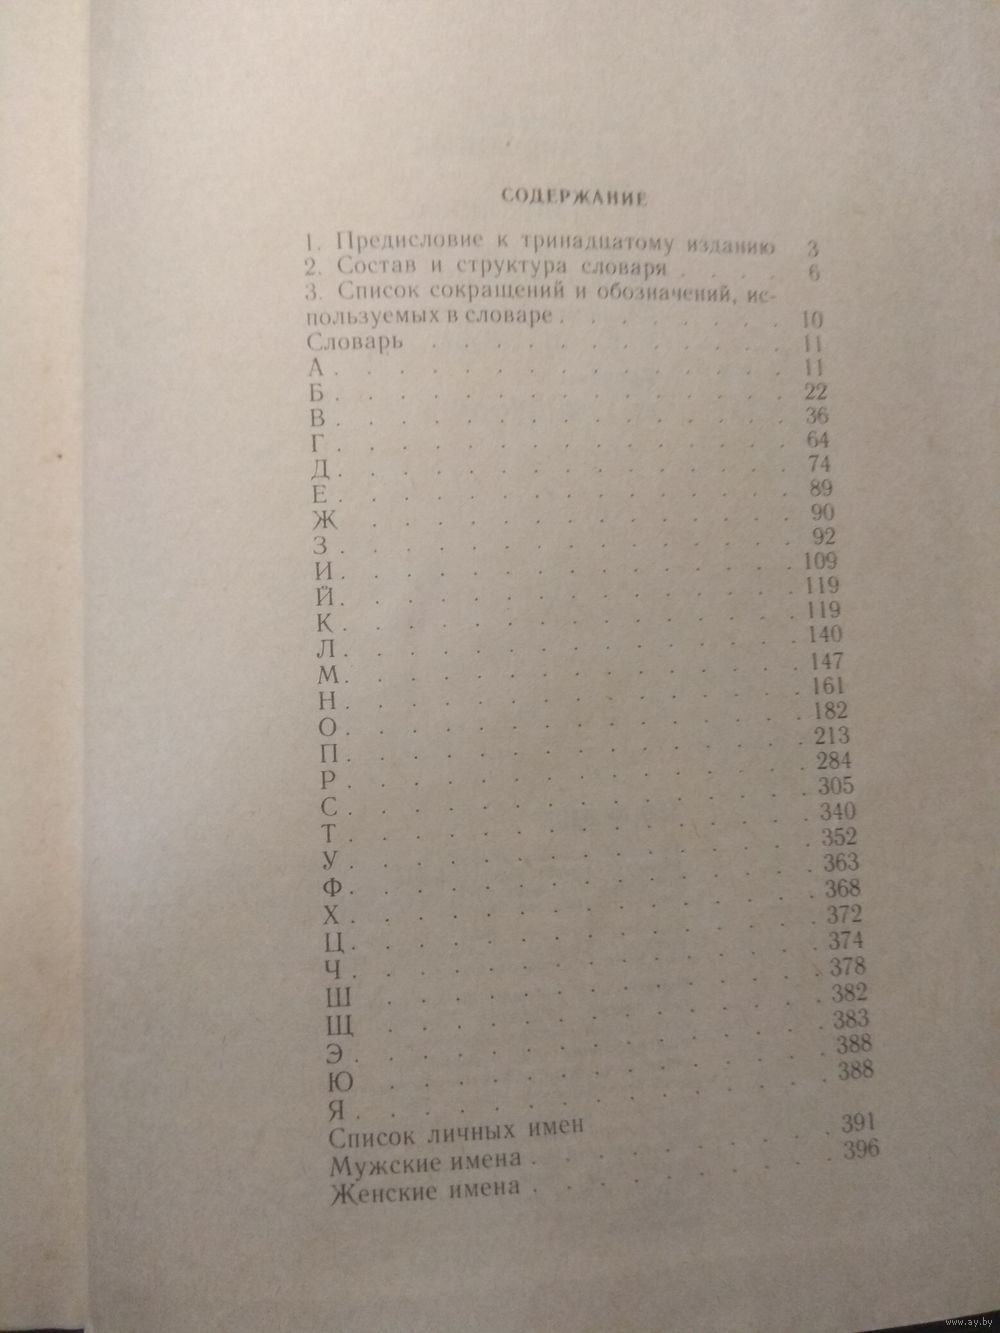 СОДЕРЖАНИЕ
1. Предисловие к тринадцатому изданию 3
2. Состав и структура словаря . . . . 6
3. Список сокращений и обозначений, ис-
пользуемых в словаре . . . . . . . . 10
Словарь . . . . . . . . . . . . 11
А . . . . . . . . . . . . . . 11
Б . . . . . . . . . . . . . . 22
В . . . . . . . . . . . . . . 36
Г . . . . . . . . . . . . . . 64
Д . . . . . . . . . . . . . . 74
Е . . . . . . . . . . . . . . 89
Ж . . . . . . . . . . . . . . 90
З . . . . . . . . . . . . . . 92
И . . . . . . . . . . . . . . 109
Й . . . . . . . . . . . . . . 119
К . . . . . . . . . . . . . . 119
Л . . . . . . . . . . . . . . 140
М . . . . . . . . . . . . . . 147
Н . . . . . . . . . . . . . . 161
О . . . . . . . . . . . . . . 182
П . . . . . . . . . . . . . . 213
Р . . . . . . . . . . . . . . 284
С . . . . . . . . . . . . . . 305
Т . . . . . . . . . . . . . . 340
У . . . . . . . . . . . . . . 352
Ф . . . . . . . . . . . . . . 363
Х . . . . . . . . . . . . . . 368
Ц . . . . . . . . . . . . . . 372
Ч . . . . . . . . . . . . . . 374
Ш . . . . . . . . . . . . . . 378
Щ . . . . . . . . . . . . . . 382
Э . . . . . . . . . . . . . . 383
Ю . . . . . . . . . . . . . . 388
Я . . . . . . . . . . . . . . 388
Список личных имен
Мужские имена . . . . . . . . . 391
Женские имена . . . . . . . . . 396
www.ay.by